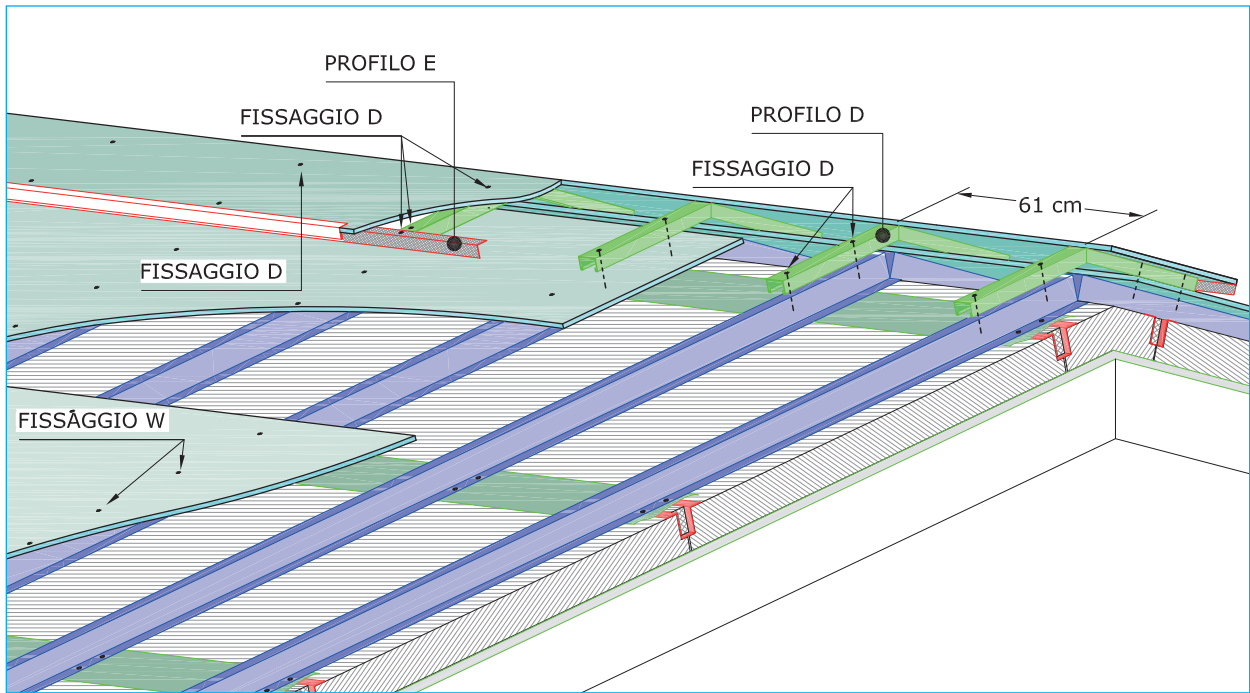 PROFILO E
FISSAGGIO D
PROFILO D
FISSAGGIO D
61 cm
FISSAGGIO D
FISSAGGIO W